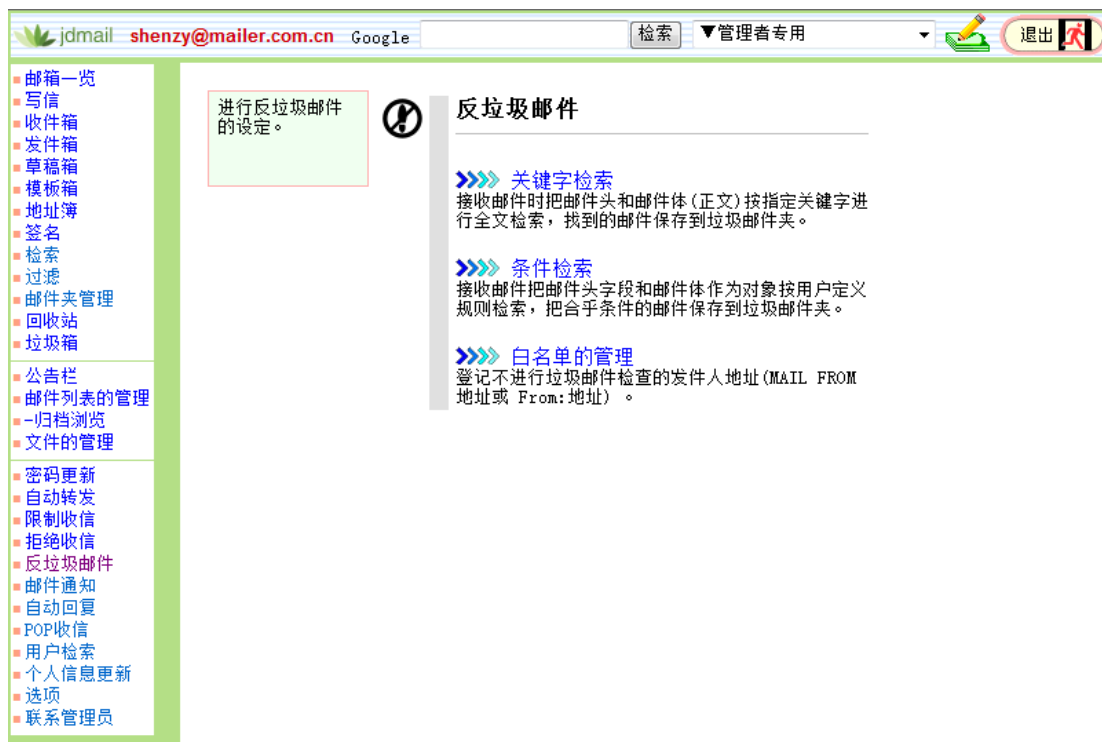 jdmail shenzy@mailer.com.cn Google 检索 ▼管理者专用 退出
邮箱一览
写信
收件箱
发件箱
草稿箱
模板箱
地址簿
签名
检索
过滤
邮件夹管理
回收站
垃圾箱
公告栏
邮件列表的管理
-归档浏览
文件的管理
密码更新
自动转发
限制收信
拒绝收信
反垃圾邮件
邮件通知
自动回复
POP收信
用户检索
个人信息更新
选项
联系管理员
进行反垃圾邮件
的设定。
反垃圾邮件
关键字检索
接收邮件时把邮件头和邮件体(正文)按指定关键字进
行全文检索，找到的邮件保存到垃圾邮件夹。
条件检索
接收邮件把邮件头字段和邮件体作为对象按用户定义
规则检索，把合乎条件的邮件保存到垃圾邮件夹。
白名单的管理
登记不进行垃圾邮件检查的发件人地址(MAIL FROM
地址或 From:地址) 。